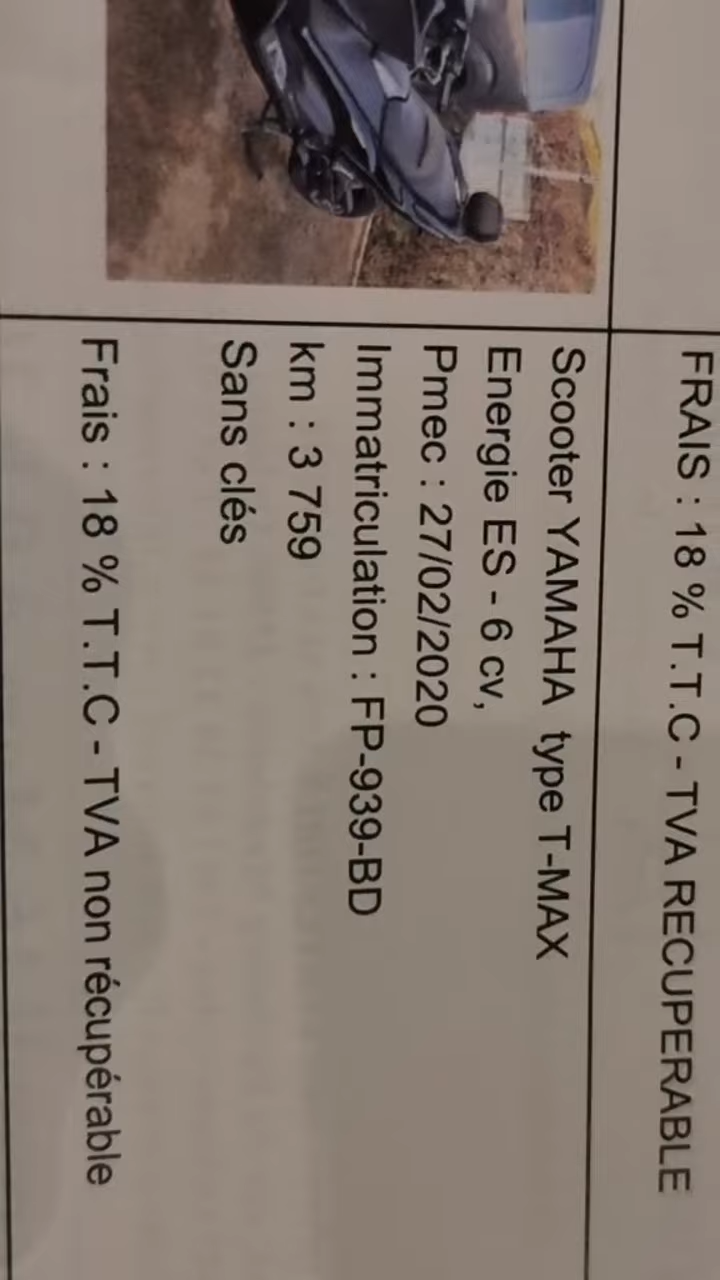 FRAIS : 18 % T.T.C - TVA RECUPERABLE
Scooter YAMAHA type T-MAX
Energie ES - 6 cv,
Pmec : 27/02/2020
Immatriculation : FP-939-BD
km : 3 759
Sans clés
Frais : 18 % T.T.C - TVA non récupérable